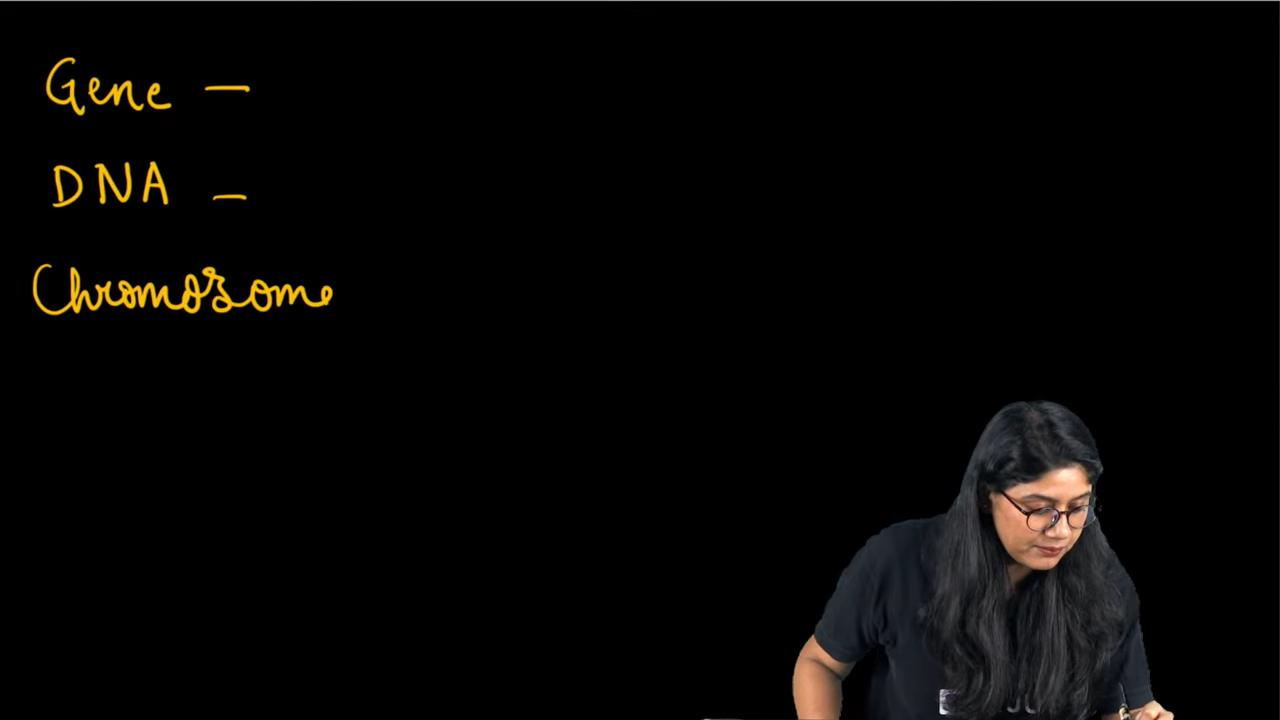 Gene –
DNA –
Chromosome